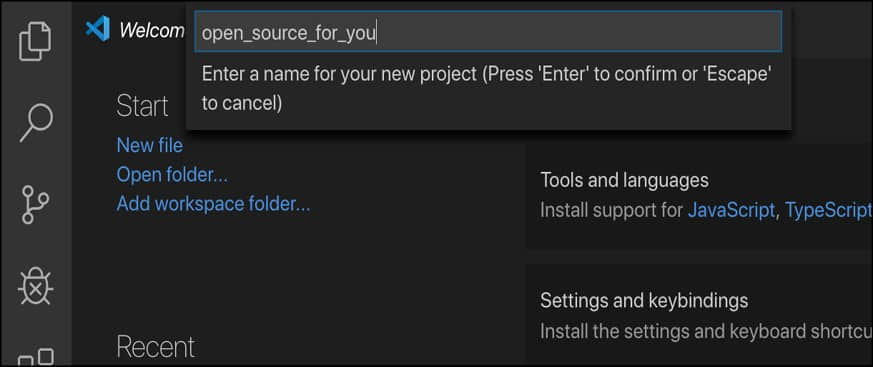 Welcom
open_source_for_you
Enter a name for your new project (Press 'Enter' to confirm or 'Escape'
to cancel)
Start
New file
Open folder...
Add workspace folder...
Recent
Tools and languages
Install support for JavaScript, TypeScript
Settings and keybindings
Install the settings and keyboard shortcu